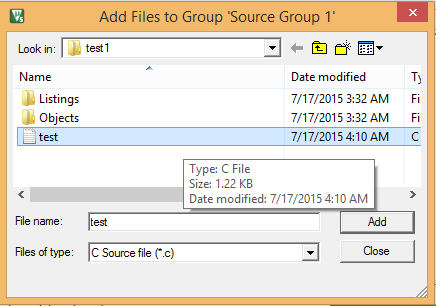 Add Files to Group 'Source Group 1'
Look in: test1
Name Date modified Ty
Listings 7/17/2015 3:32 AM Fi
Objects 7/17/2015 3:32 AM Fi
test 7/17/2015 4:10 AM C
Type: C File
Size: 1.22 KB
Date modified: 7/17/2015 4:10 AM
File name: test Add
Files of type: C Source file (*.c) Close